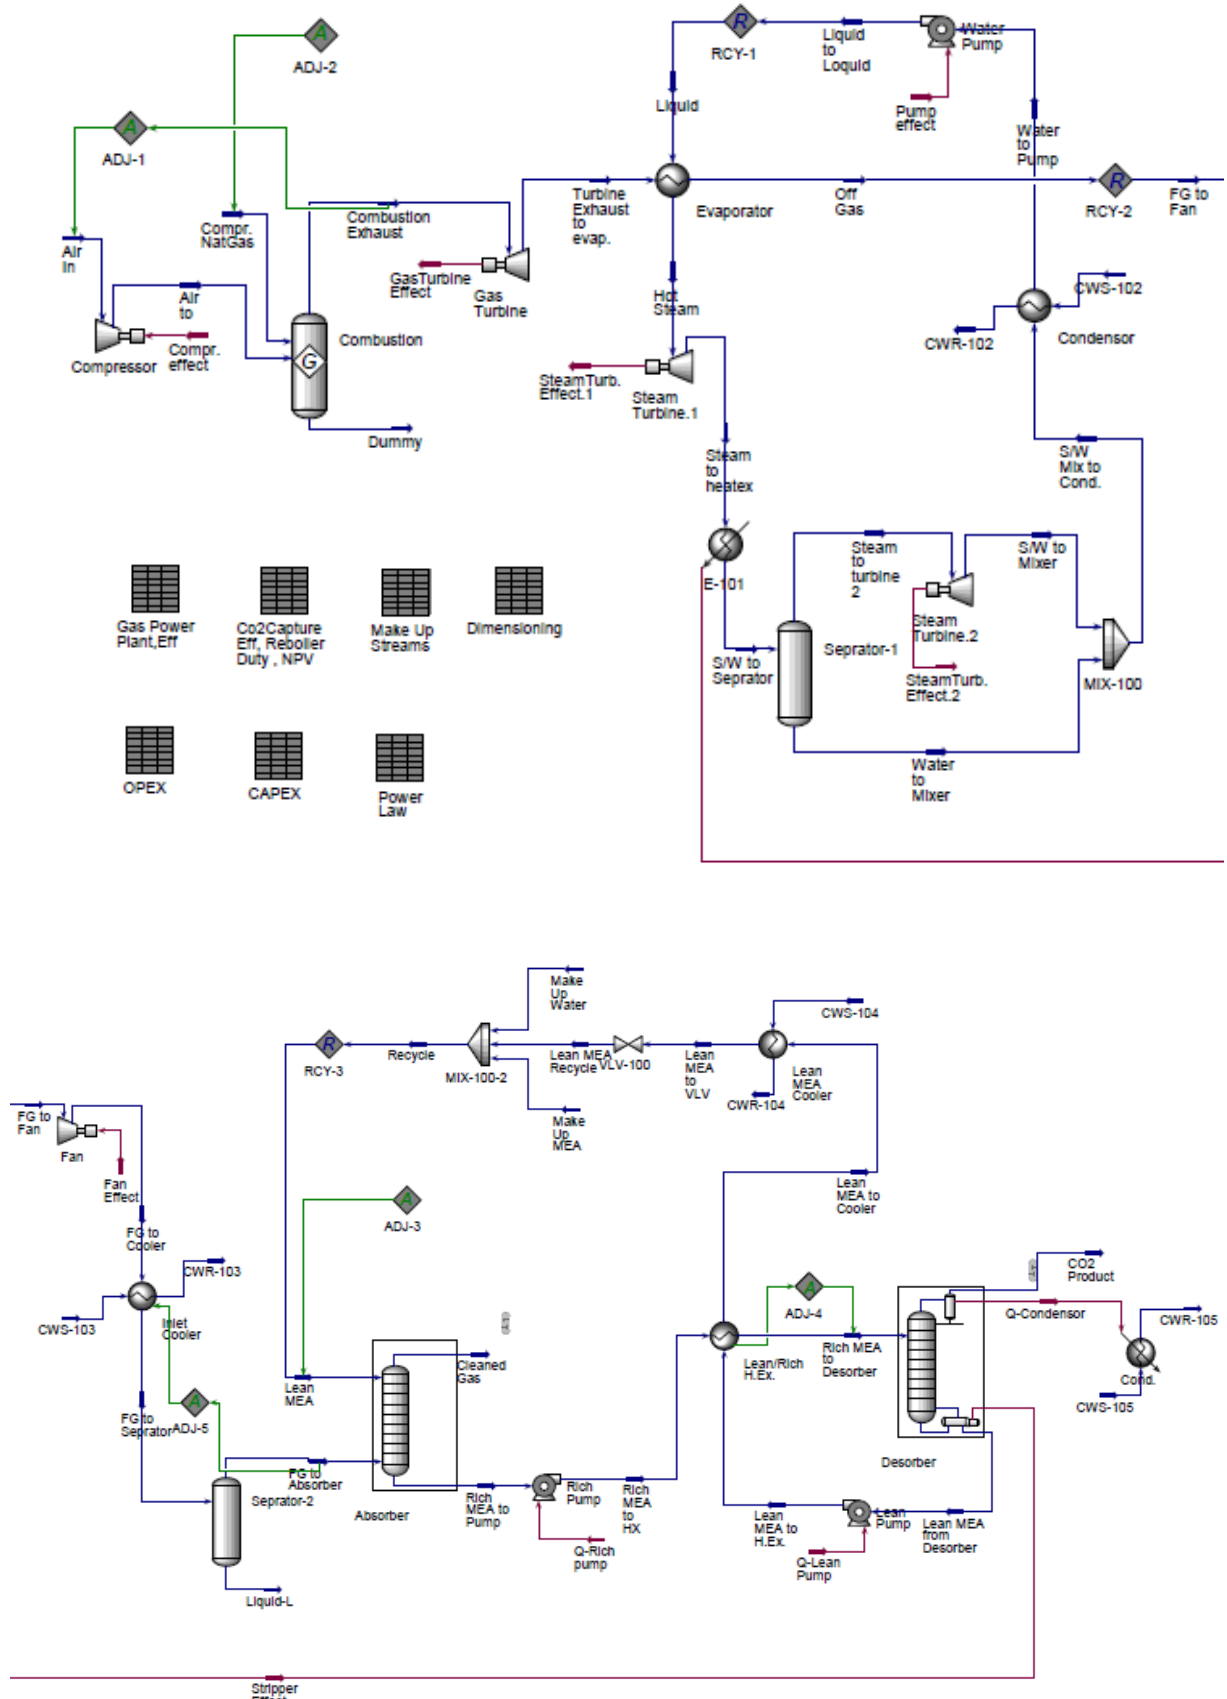 A
ADJ-2
A
ADJ-1
Air
In
Compr.
NatGas
Combustion
Exhaust
Air
to
Compressor
Compr.
effect
G
Combustion
Dummy
GasTurbine
Effect
Gas
Turbine
R
RCY-1
Liquid
to
Loquid
Water
Pump
Liquid
Pump
effect
Water
to
Pump
Turbine
Exhaust
to
evap.
Evaporator
Off
Gas
R
RCY-2
FG to
Fan
Hot
Steam
CWS-102
CWR-102
Condensor
SteamTurb.
Effect.1
Steam
Turbine.1
Steam
to
heatex
S/W
Mix to
Cond.
E-101
Steam
to
turbine
2
S/W to
Mixer
Steam
Turbine.2
S/W to
Seprator
Seprator-1
SteamTurb.
Effect.2
MIX-100
Water
to
Mixer
Gas Power
Plant,Eff
Co2Capture
Eff, Reboiler
Duty , NPV
Make Up
Streams
Dimensioning
OPEX
CAPEX
Power
Law
Make
Up
Water
CWS-104
R
RCY-3
Recycle
MIX-100-2
Lean MEA
Recycle
VLV-100
Lean
MEA
to
VLV
Lean
MEA
Cooler
CWR-104
Make
Up
MEA
FG to
Fan
Fan
Fan
Effect
FG to
Cooler
A
ADJ-3
Lean
MEA to
Cooler
CWR-103
CWS-103
Inlet
Cooler
A
ADJ-4
CO2
Product
Q-Condensor
CWR-105
Cond.
CWS-105
Cleaned
Gas
Lean
MEA
Lean/Rich
H.Ex.
Rich MEA
to
Desorber
FG to
Seprator
A
ADJ-5
FG to
Absorber
Seprator-2
Absorber
Rich
MEA to
Pump
Rich
Pump
Rich
MEA
to
HX
Q-Rich
pump
Desorber
Lean
MEA to
H.Ex.
Lean
Pump
Lean MEA
from
Desorber
Q-Lean
Pump
Liquid-L
Stripper